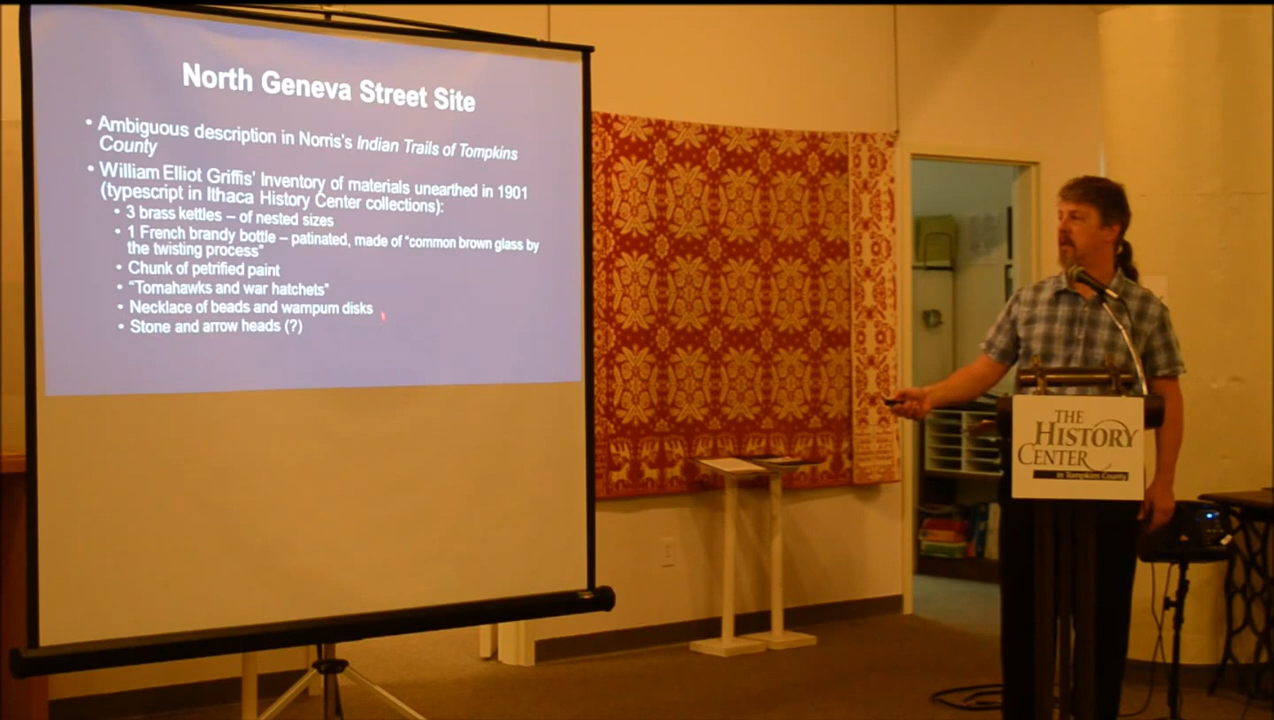 North Geneva Street Site
• Ambiguous description in Norris's Indian Trails of Tompkins
County
• William Elliot Griffis' Inventory of materials unearthed in 1901
(typescript in Ithaca History Center collections):
• 3 brass kettles – of nested sizes
• 1 French brandy bottle – patinated, made of "common brown glass by
the twisting process"
• Chunk of petrified paint
• "Tomahawks and war hatchets"
• Necklace of beads and wampum disks
• Stone and arrow heads (?)
THE
HISTORY
CENTER
in Tompkins County